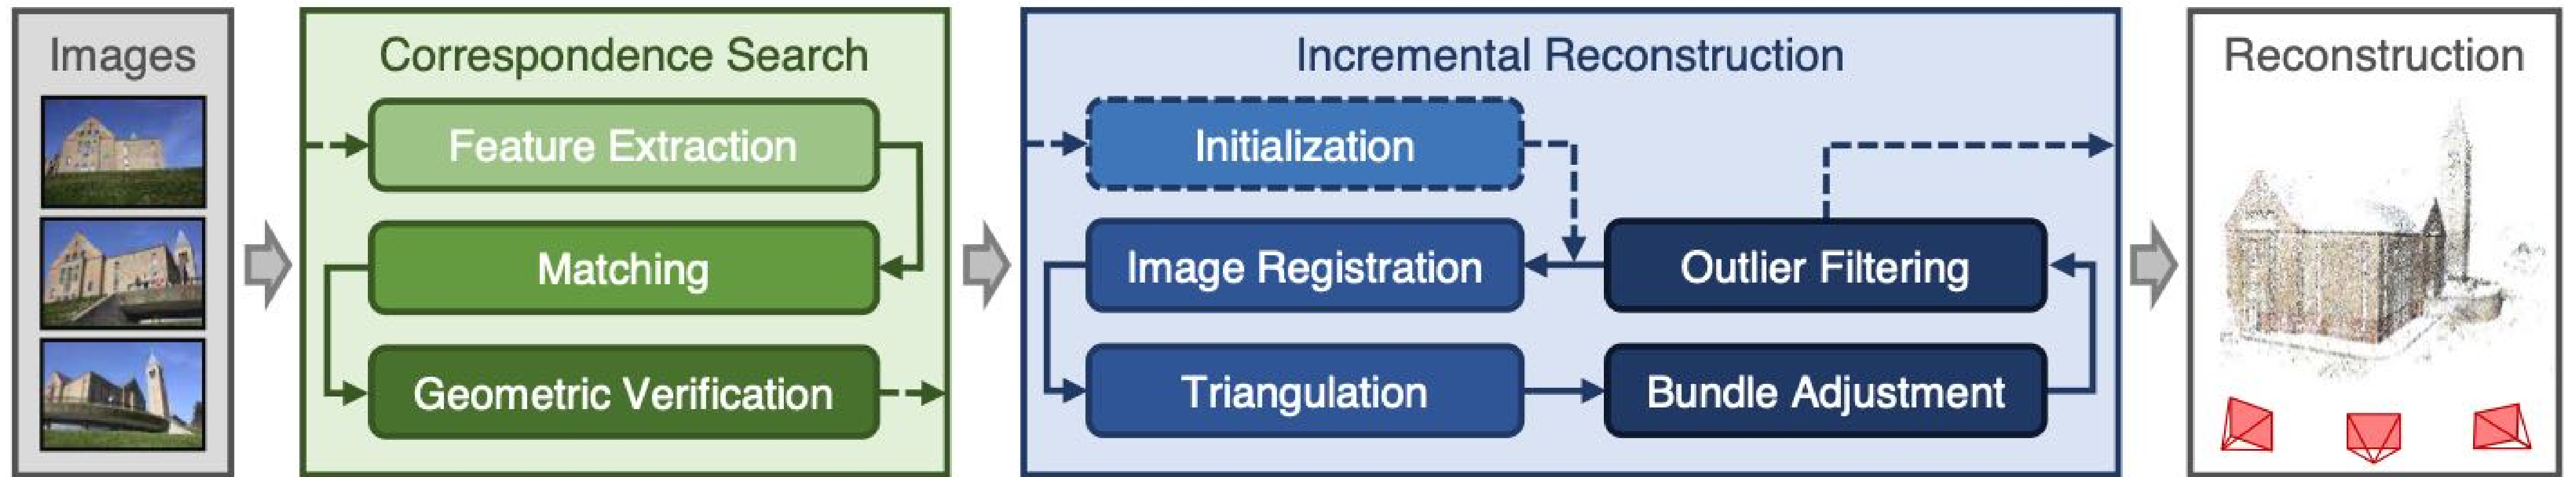 Images
Correspondence Search
Feature Extraction
Matching
Geometric Verification
Incremental Reconstruction
Initialization
Image Registration
Outlier Filtering
Triangulation
Bundle Adjustment
Reconstruction